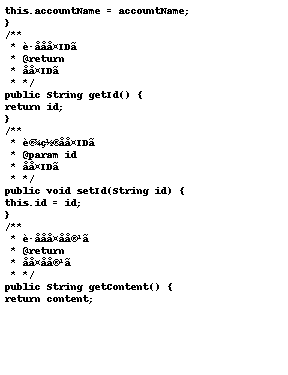 this.accountName = accountName;
}
/**
* è·ååå¤IDã
* @return
* åå¤IDã
* */
public String getId() {
return id;
}
/**
* è®¾ç½®åå¤IDã
* @param id
* åå¤IDã
* */
public void setId(String id) {
this.id = id;
}
/**
* è·åååå¤åå®¹ã
* @return
* åå¤åå®¹ã
* */
public String getContent() {
return content;